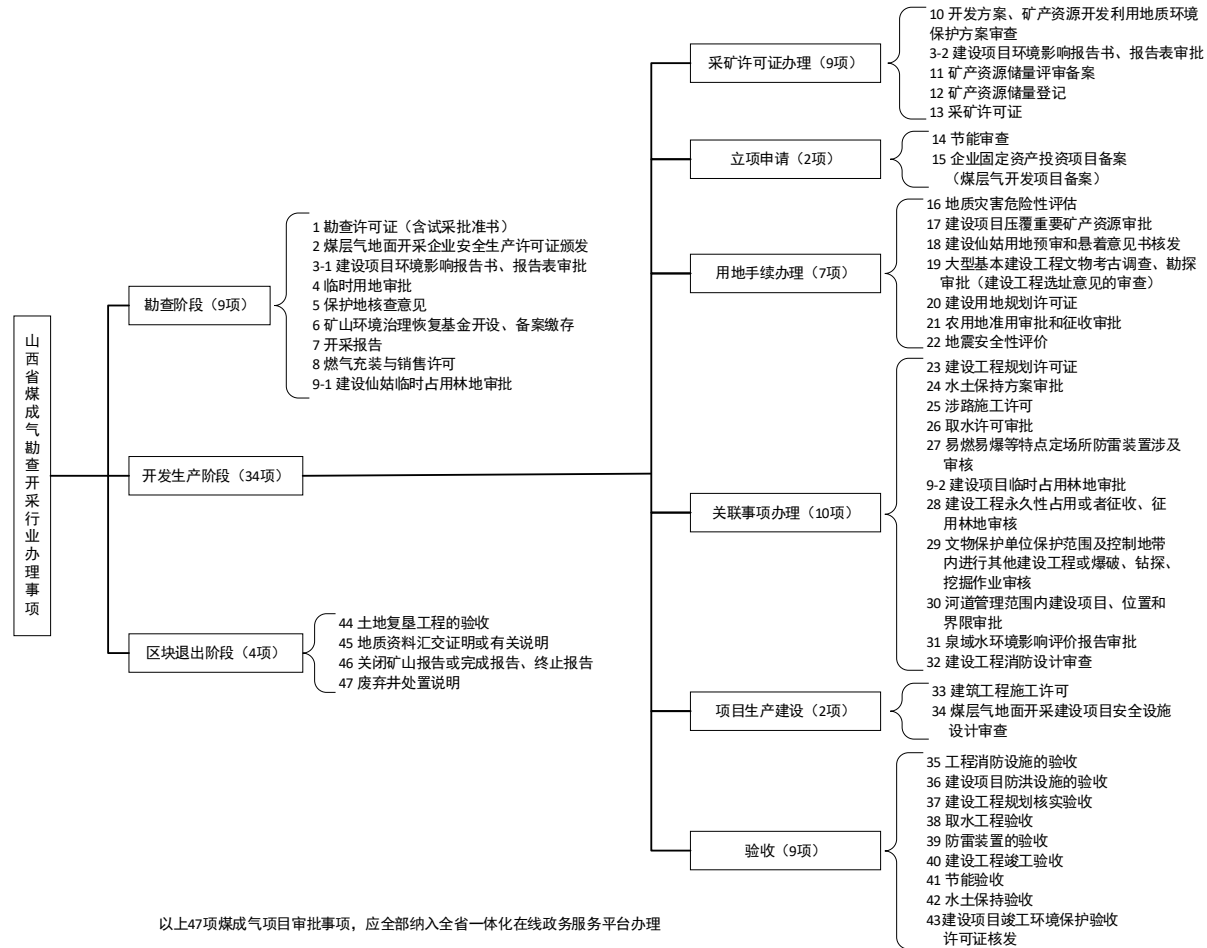 山西省煤成气勘查开采行业办理事项
勘查阶段（9项）
1 勘查许可证（含试采批准书）
2 煤层气地面开采企业安全生产许可证颁发
3-1 建设项目环境影响报告书、报告表审批
4 临时用地审批
5 保护地核查意见
6 矿山环境治理恢复基金开设、备案缴存
7 开采报告
8 燃气充装与销售许可
9-1 建设仙姑临时占用林地审批
开发生产阶段（34项）
采矿许可证办理（9项）
10 开发方案、矿产资源开发利用地质环境
保护方案审查
3-2 建设项目环境影响报告书、报告表审批
11 矿产资源储量评审备案
12 矿产资源储量登记
13 采矿许可证
立项申请（2项）
14 节能审查
15 企业固定资产投资项目备案
（煤层气开发项目备案）
用地手续办理（7项）
16 地质灾害危险性评估
17 建设项目压覆重要矿产资源审批
18 建设仙姑用地预审和悬着意见书核发
19 大型基本建设工程文物考古调查、勘探
审批（建设工程选址意见的审查）
20 建设用地规划许可证
21 农用地准用审批和征收审批
22 地震安全性评价
关联事项办理（10项）
23 建设工程规划许可证
24 水土保持方案审批
25 涉路施工许可
26 取水许可审批
27 易燃易爆等特点定场所防雷装置涉及
审核
9-2 建设项目临时占用林地审批
28 建设工程永久性占用或者征收、征
用林地审核
29 文物保护单位保护范围及控制地带
内进行其他建设工程或爆破、钻探、
挖掘作业审核
30 河道管理范围内建设项目、位置和
界限审批
31 泉域水环境影响评价报告审批
32 建设工程消防设计审查
项目生产建设（2项）
33 建筑工程施工许可
34 煤层气地面开采建设项目安全设施
设计审查
验收（9项）
35 工程消防设施的验收
36 建设项目防洪设施的验收
37 建设工程规划核实验收
38 取水工程验收
39 防雷装置的验收
40 建设工程竣工验收
41 节能验收
42 水土保持验收
43建设项目竣工环境保护验收
许可证核发
区块退出阶段（4项）
44 土地复垦工程的验收
45 地质资料汇交证明或有关说明
46 关闭矿山报告或完成报告、终止报告
47 废弃井处置说明
以上47项煤成气项目审批事项，应全部纳入全省一体化在线政务服务平台办理